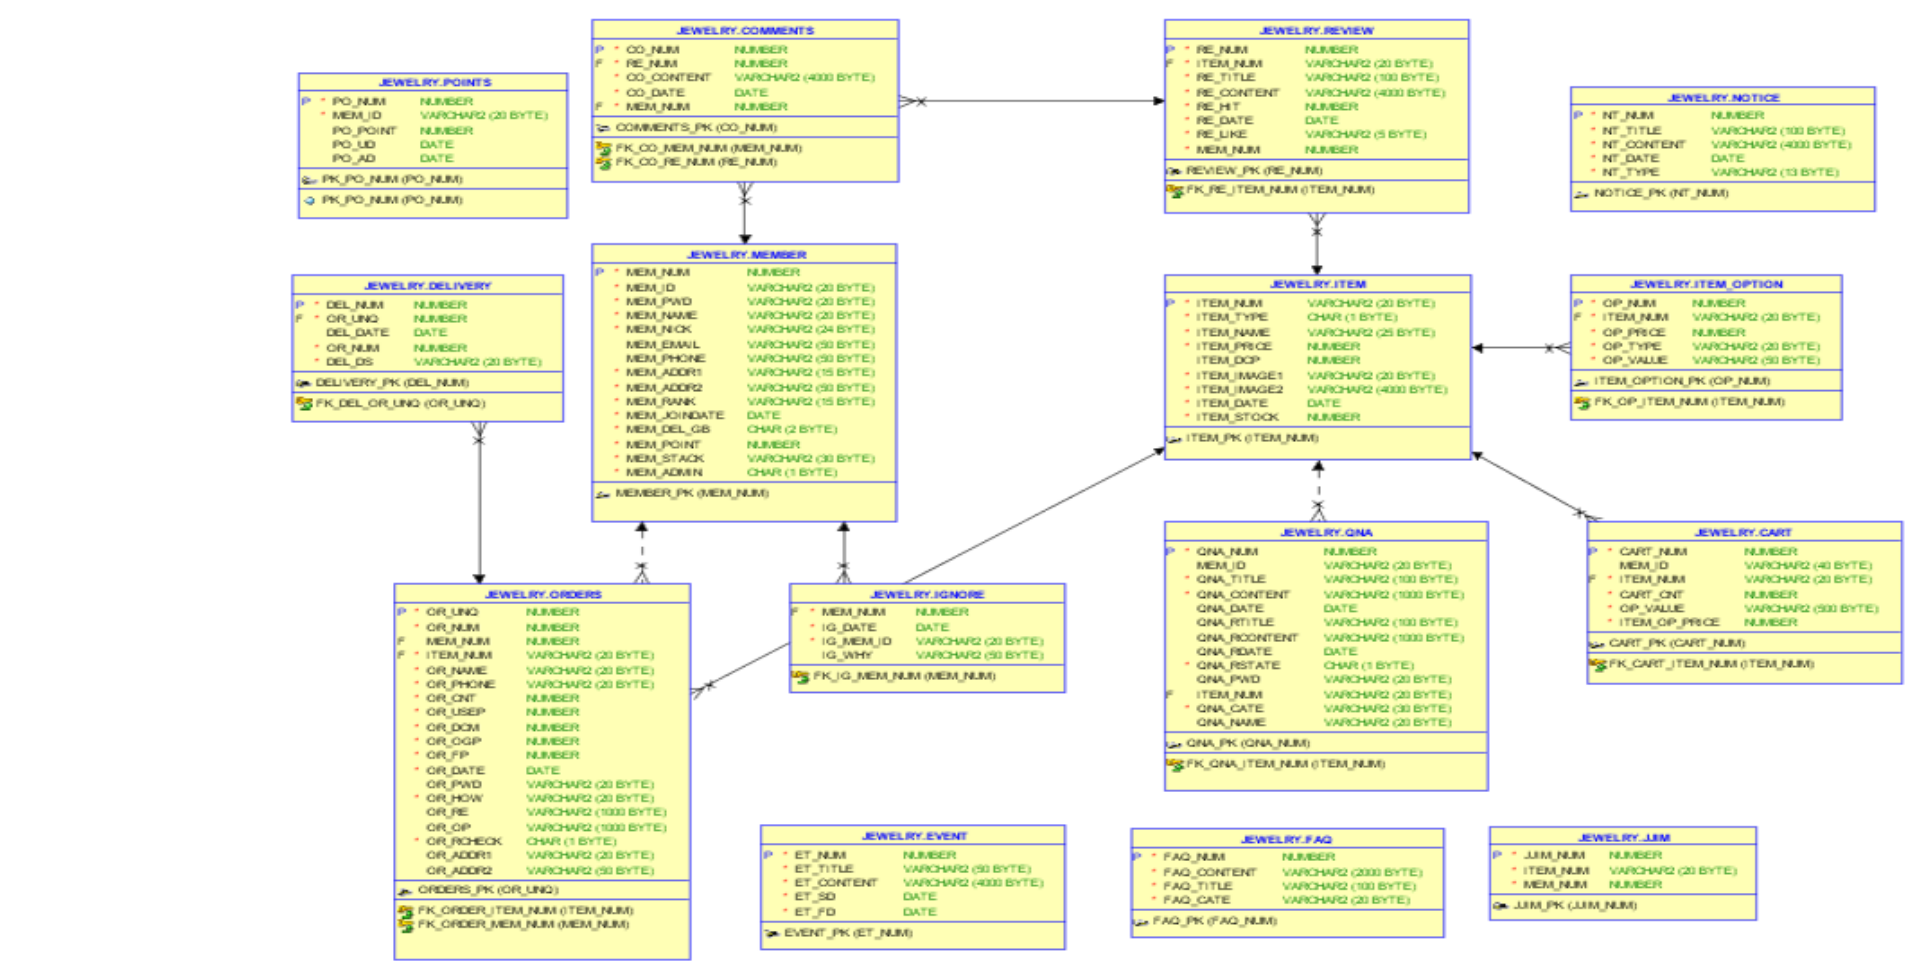 JEWELRY.COMMENTS
P * CO_NUM NUMBER
F * RE_NUM NUMBER
* CO_CONTENT VARCHAR2 (4000 BYTE)
* CO_DATE DATE
F * MEM_NUM NUMBER
COMMENTS_PK (CO_NUM)
FK_CO_MEM_NUM (MEM_NUM)
FK_CO_RE_NUM (RE_NUM)
JEWELRY.REVIEW
P * RE_NUM NUMBER
F * ITEM_NUM VARCHAR2 (20 BYTE)
* RE_TITLE VARCHAR2 (100 BYTE)
* RE_CONTENT VARCHAR2 (4000 BYTE)
* RE_HIT NUMBER
* RE_DATE DATE
* RE_LIKE VARCHAR2 (5 BYTE)
* MEM_NUM NUMBER
REVIEW_PK (RE_NUM)
FK_RE_ITEM_NUM (ITEM_NUM)
JEWELRY.POINTS
P * PO_NUM NUMBER
* MEM_ID VARCHAR2 (20 BYTE)
PO_POINT NUMBER
PO_UD DATE
PO_AD DATE
PK_PO_NUM (PO_NUM)
PK_PO_NUM (PO_NUM)
JEWELRY.NOTICE
P * NT_NUM NUMBER
* NT_TITLE VARCHAR2 (100 BYTE)
* NT_CONTENT VARCHAR2 (4000 BYTE)
* NT_DATE DATE
* NT_TYPE VARCHAR2 (13 BYTE)
NOTICE_PK (NT_NUM)
JEWELRY.DELIVERY
P * DEL_NUM NUMBER
F * OR_UNQ NUMBER
DEL_DATE DATE
* OR_NUM NUMBER
* DEL_DS VARCHAR2 (20 BYTE)
DELIVERY_PK (DEL_NUM)
FK_DEL_OR_UNQ (OR_UNQ)
JEWELRY.MEMBER
P * MEM_NUM NUMBER
* MEM_ID VARCHAR2 (20 BYTE)
* MEM_PWD VARCHAR2 (20 BYTE)
* MEM_NAME VARCHAR2 (20 BYTE)
* MEM_NICK VARCHAR2 (24 BYTE)
MEM_EMAIL VARCHAR2 (50 BYTE)
MEM_PHONE VARCHAR2 (50 BYTE)
* MEM_ADDR1 VARCHAR2 (15 BYTE)
* MEM_ADDR2 VARCHAR2 (50 BYTE)
* MEM_RANK VARCHAR2 (15 BYTE)
* MEM_JOINDATE DATE
* MEM_DEL_GB CHAR (2 BYTE)
* MEM_POINT NUMBER
* MEM_STACK VARCHAR2 (30 BYTE)
* MEM_ADMIN CHAR (1 BYTE)
MEMBER_PK (MEM_NUM)
JEWELRY.ITEM
P * ITEM_NUM VARCHAR2 (20 BYTE)
* ITEM_TYPE CHAR (1 BYTE)
* ITEM_NAME VARCHAR2 (25 BYTE)
* ITEM_PRICE NUMBER
ITEM_DCP NUMBER
* ITEM_IMAGE1 VARCHAR2 (20 BYTE)
* ITEM_IMAGE2 VARCHAR2 (4000 BYTE)
* ITEM_DATE DATE
* ITEM_STOCK NUMBER
ITEM_PK (ITEM_NUM)
JEWELRY.ITEM_OPTION
P * OP_NUM NUMBER
F * ITEM_NUM VARCHAR2 (20 BYTE)
* OP_PRICE NUMBER
* OP_TYPE VARCHAR2 (20 BYTE)
* OP_VALUE VARCHAR2 (50 BYTE)
ITEM_OPTION_PK (OP_NUM)
FK_OP_ITEM_NUM (ITEM_NUM)
JEWELRY.ORDERS
P * OR_UNQ NUMBER
* OR_NUM NUMBER
F MEM_NUM NUMBER
F * ITEM_NUM VARCHAR2 (20 BYTE)
* OR_NAME VARCHAR2 (20 BYTE)
* OR_PHONE VARCHAR2 (20 BYTE)
* OR_CNT NUMBER
* OR_USEP NUMBER
* OR_DCM NUMBER
* OR_OGP NUMBER
* OR_FP NUMBER
* OR_DATE DATE
OR_PWD VARCHAR2 (20 BYTE)
* OR_HOW VARCHAR2 (20 BYTE)
OR_RE VARCHAR2 (1000 BYTE)
OR_OP VARCHAR2 (1000 BYTE)
* OR_RCHECK CHAR (1 BYTE)
OR_ADDR1 VARCHAR2 (20 BYTE)
OR_ADDR2 VARCHAR2 (50 BYTE)
ORDERS_PK (OR_UNQ)
FK_ORDER_ITEM_NUM (ITEM_NUM)
FK_ORDER_MEM_NUM (MEM_NUM)
JEWELRY.IGNORE
F * MEM_NUM NUMBER
* IG_DATE DATE
* IG_MEM_ID VARCHAR2 (20 BYTE)
IG_WHY VARCHAR2 (50 BYTE)
FK_IG_MEM_NUM (MEM_NUM)
JEWELRY.QNA
P * QNA_NUM NUMBER
MEM_ID VARCHAR2 (20 BYTE)
* QNA_TITLE VARCHAR2 (100 BYTE)
* QNA_CONTENT VARCHAR2 (1000 BYTE)
QNA_DATE DATE
QNA_RTITLE VARCHAR2 (100 BYTE)
QNA_RCONTENT VARCHAR2 (1000 BYTE)
QNA_RDATE DATE
* QNA_RSTATE CHAR (1 BYTE)
QNA_PWD VARCHAR2 (20 BYTE)
F ITEM_NUM VARCHAR2 (20 BYTE)
* QNA_CATE VARCHAR2 (30 BYTE)
QNA_NAME VARCHAR2 (20 BYTE)
QNA_PK (QNA_NUM)
FK_QNA_ITEM_NUM (ITEM_NUM)
JEWELRY.CART
P * CART_NUM NUMBER
MEM_ID VARCHAR2 (40 BYTE)
F * ITEM_NUM VARCHAR2 (20 BYTE)
* CART_CNT NUMBER
* OP_VALUE VARCHAR2 (500 BYTE)
* ITEM_OP_PRICE NUMBER
CART_PK (CART_NUM)
FK_CART_ITEM_NUM (ITEM_NUM)
JEWELRY.EVENT
P * ET_NUM NUMBER
* ET_TITLE VARCHAR2 (50 BYTE)
* ET_CONTENT VARCHAR2 (4000 BYTE)
* ET_SD DATE
* ET_FD DATE
EVENT_PK (ET_NUM)
JEWELRY.FAQ
P * FAQ_NUM NUMBER
* FAQ_CONTENT VARCHAR2 (2000 BYTE)
* FAQ_TITLE VARCHAR2 (100 BYTE)
* FAQ_CATE VARCHAR2 (20 BYTE)
FAQ_PK (FAQ_NUM)
JEWELRY.JJIM
P * JJIM_NUM NUMBER
* ITEM_NUM VARCHAR2 (20 BYTE)
* MEM_NUM NUMBER
JJIM_PK (JJIM_NUM)